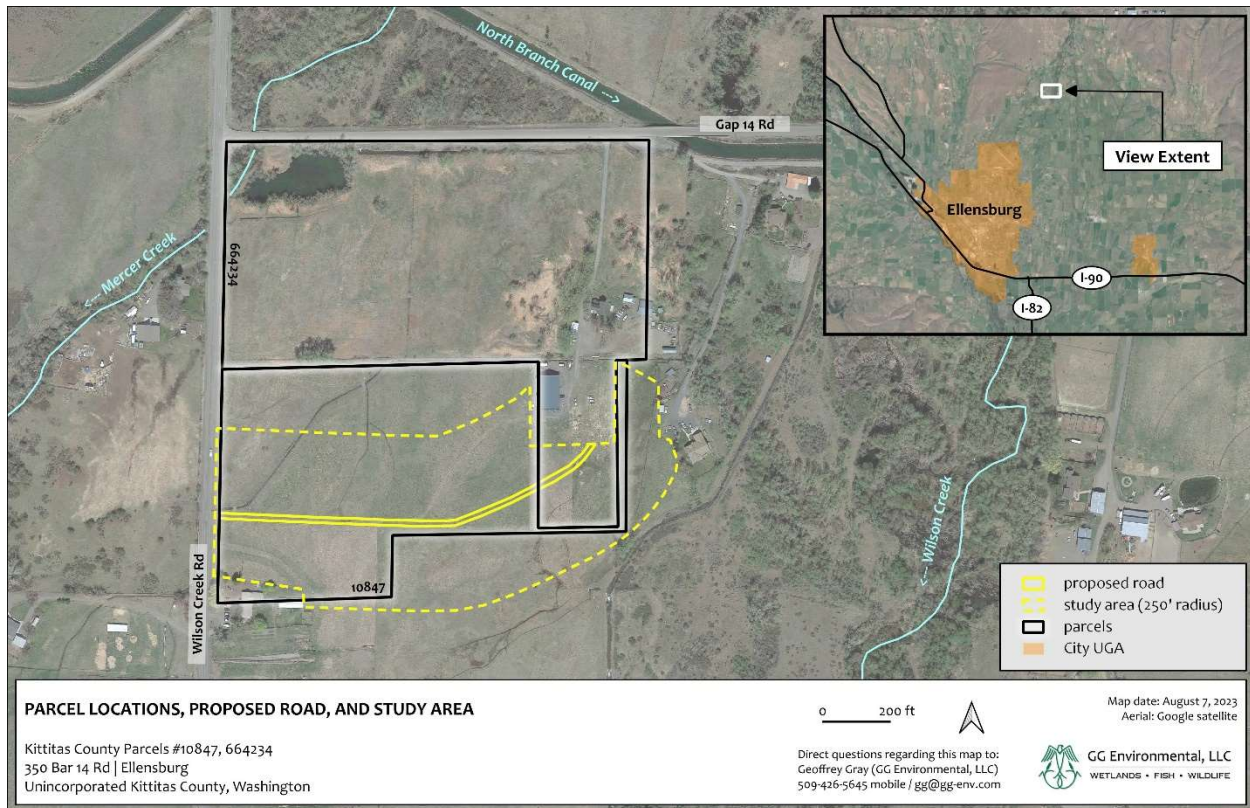 North Branch Canal --->
Gap 14 Rd
<--- Mercer Creek
664234
10847
Wilson Creek Rd
<--- Wilson Creek
View Extent
Ellensburg
I-90
I-82
proposed road
study area (250' radius)
parcels
City UGA
PARCEL LOCATIONS, PROPOSED ROAD, AND STUDY AREA
Kittitas County Parcels #10847, 664234
350 Bar 14 Rd | Ellensburg
Unincorporated Kittitas County, Washington
0 200 ft
Direct questions regarding this map to:
Geoffrey Gray (GG Environmental, LLC)
509-426-5645 mobile / gg@gg-env.com
Map date: August 7, 2023
Aerial: Google satellite
GG Environmental, LLC
WETLANDS • FISH • WILDLIFE